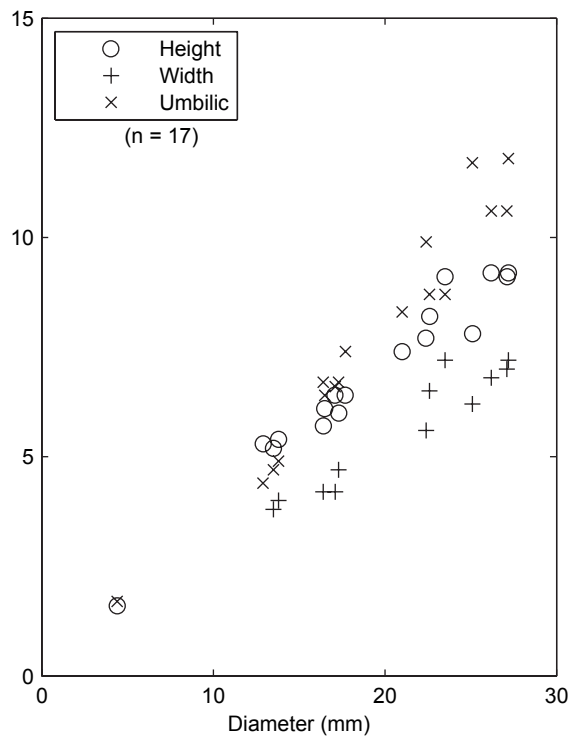 15
Height
Width
Umbilic
(n = 17)
10
5
0
0 10 20 30
Diameter (mm)